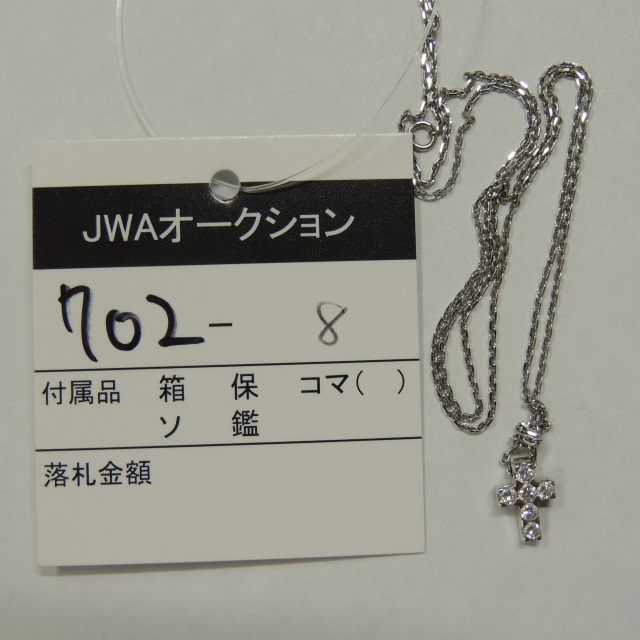 JWAオークション
702- 8
付属品 箱 保 コマ( )
ソ 鑑
落札金額